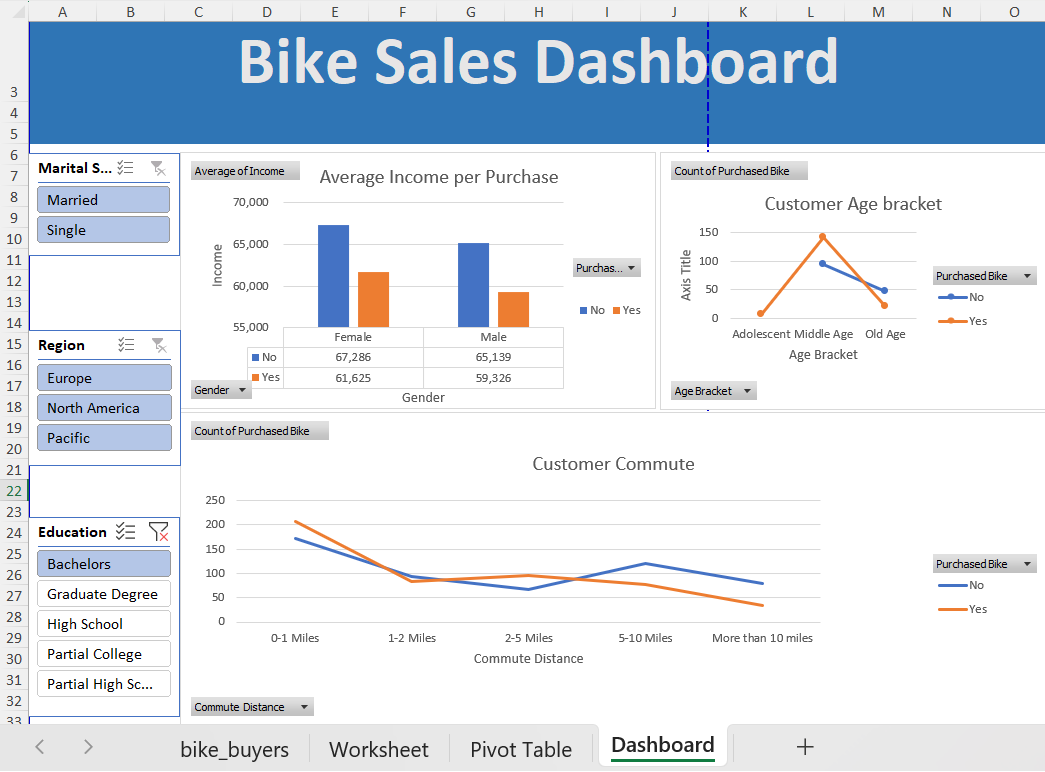 A B C D E F G H I J K L M N O
Bike Sales Dashboard
3
4
5
6
7
8
9
10
11
12
13
14
15
16
17
18
19
20
21
22
23
24
25
26
27
28
29
30
31
32
33
Marital S...
Married
Single
Region
Europe
North America
Pacific
Education
Bachelors
Graduate Degree
High School
Partial College
Partial High Sc...
Average of Income
Average Income per Purchase
70,000
65,000
60,000
55,000
Income
Female Male
No 67,286 65,139
Yes 61,625 59,326
Gender
Gender
Purchas...
No Yes
Count of Purchased Bike
Customer Age bracket
150
100
50
0
Axis Title
Adolescent Middle Age Old Age
Age Bracket
Age Bracket
Purchased Bike
No
Yes
Count of Purchased Bike
Customer Commute
250
200
150
100
50
0
0-1 Miles 1-2 Miles 2-5 Miles 5-10 Miles More than 10 miles
Commute Distance
Purchased Bike
No
Yes
Commute Distance
bike_buyers Worksheet Pivot Table Dashboard